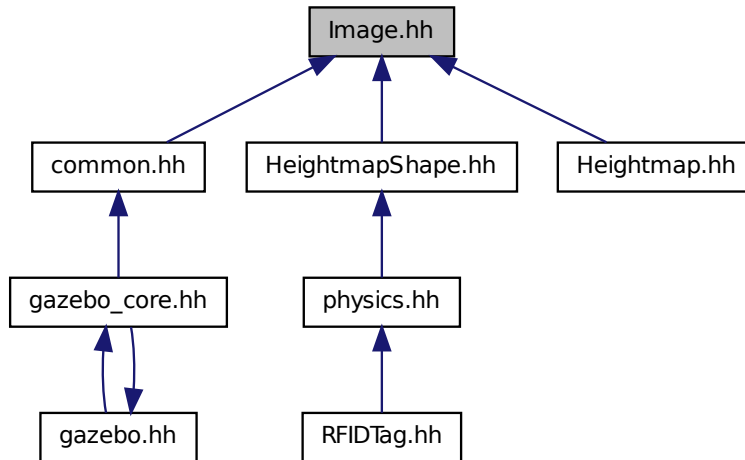 Image.hh
common.hh
HeightmapShape.hh
Heightmap.hh
gazebo_core.hh
physics.hh
gazebo.hh
RFIDTag.hh